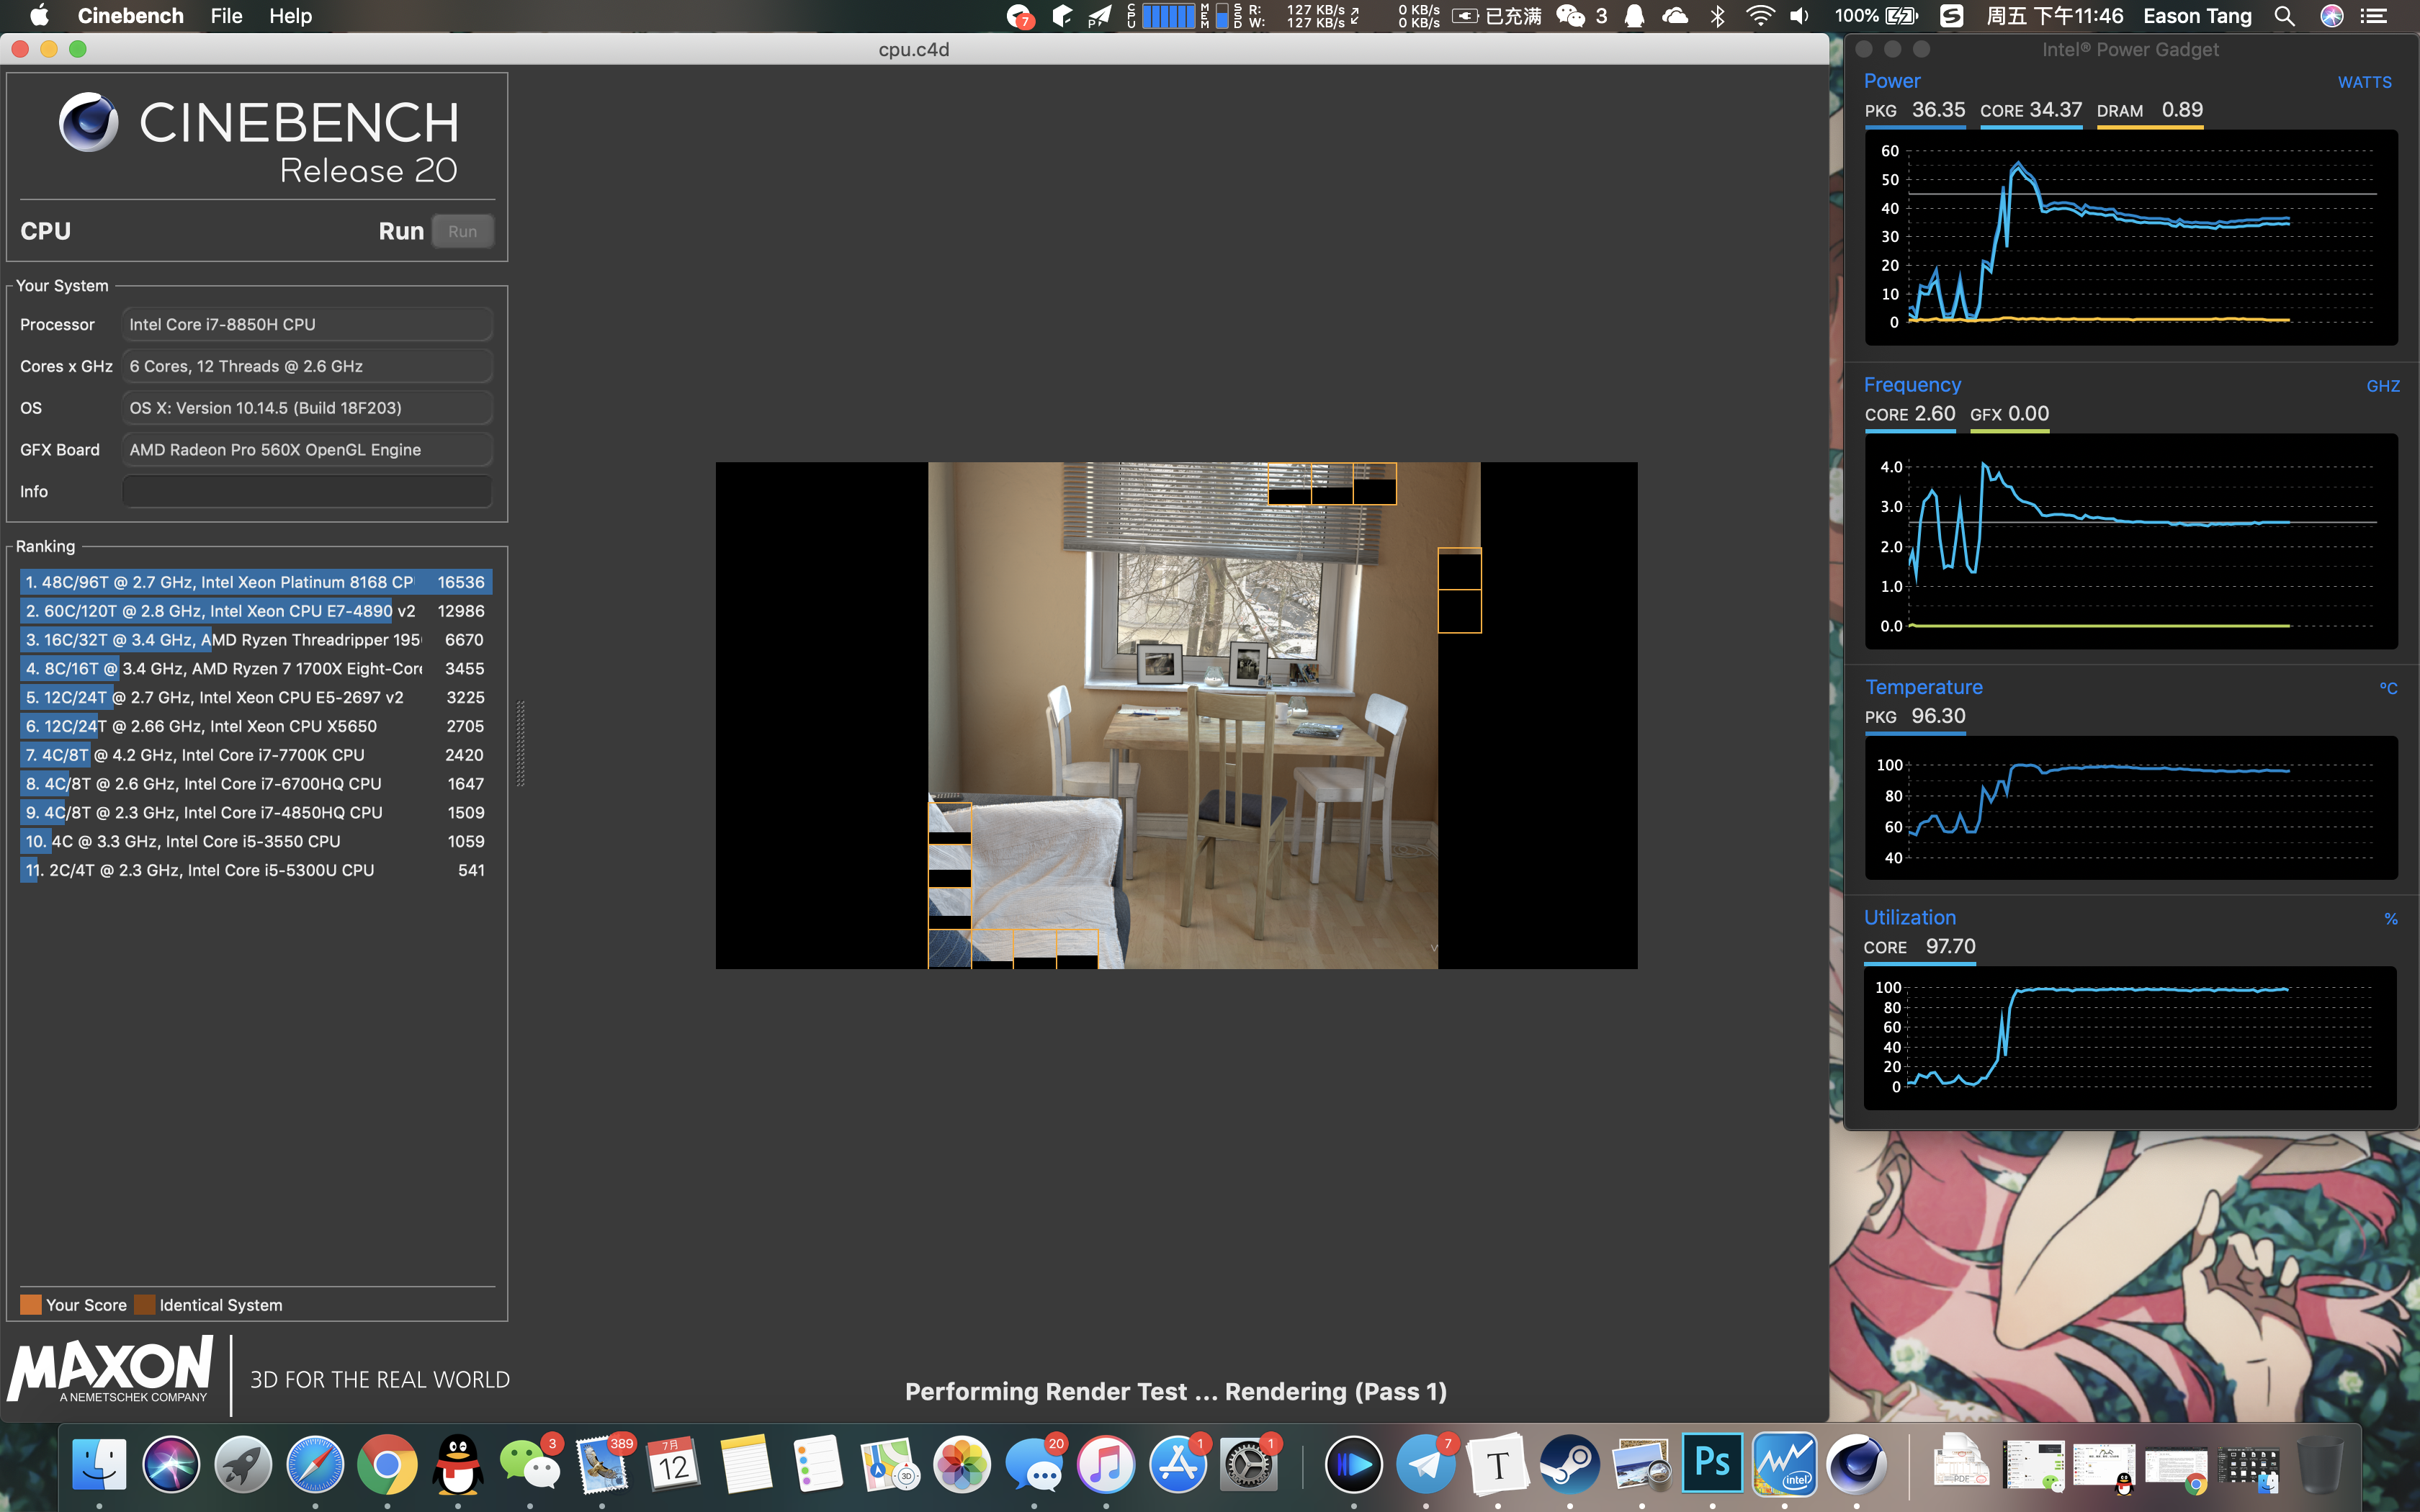 Cinebench File Help
7
CPU
MEM
SSD
R: 127 KB/s
W: 127 KB/s
0 KB/s
0 KB/s
已充满
3
100%
周五 下午11:46
Eason Tang
cpu.c4d
CINEBENCH
Release 20
CPU Run Run
Your System
Processor Intel Core i7-8850H CPU
Cores x GHz 6 Cores, 12 Threads @ 2.6 GHz
OS OS X: Version 10.14.5 (Build 18F203)
GFX Board AMD Radeon Pro 560X OpenGL Engine
Info
Ranking
1. 48C/96T @ 2.7 GHz, Intel Xeon Platinum 8168 CP 16536
2. 60C/120T @ 2.8 GHz, Intel Xeon CPU E7-4890 v2 12986
3. 16C/32T @ 3.4 GHz, AMD Ryzen Threadripper 195 6670
4. 8C/16T @ 3.4 GHz, AMD Ryzen 7 1700X Eight-Core 3455
5. 12C/24T @ 2.7 GHz, Intel Xeon CPU E5-2697 v2 3225
6. 12C/24T @ 2.66 GHz, Intel Xeon CPU X5650 2705
7. 4C/8T @ 4.2 GHz, Intel Core i7-7700K CPU 2420
8. 4C/8T @ 2.6 GHz, Intel Core i7-6700HQ CPU 1647
9. 4C/8T @ 2.3 GHz, Intel Core i7-4850HQ CPU 1509
10. 4C @ 3.3 GHz, Intel Core i5-3550 CPU 1059
11. 2C/4T @ 2.3 GHz, Intel Core i5-5300U CPU 541
Your Score Identical System
MAXON
A NEMETSCHEK COMPANY
3D FOR THE REAL WORLD
Performing Render Test ... Rendering (Pass 1)
Intel® Power Gadget
Power WATTS
PKG 36.35 CORE 34.37 DRAM 0.89
60
50
40
30
20
10
0
Frequency GHZ
CORE 2.60 GFX 0.00
4.0
3.0
2.0
1.0
0.0
Temperature °C
PKG 96.30
100
80
60
40
Utilization %
CORE 97.70
100
80
60
40
20
0
3
389
7月
12
3D
20
1
1
7
T
Ps
intel
PDF